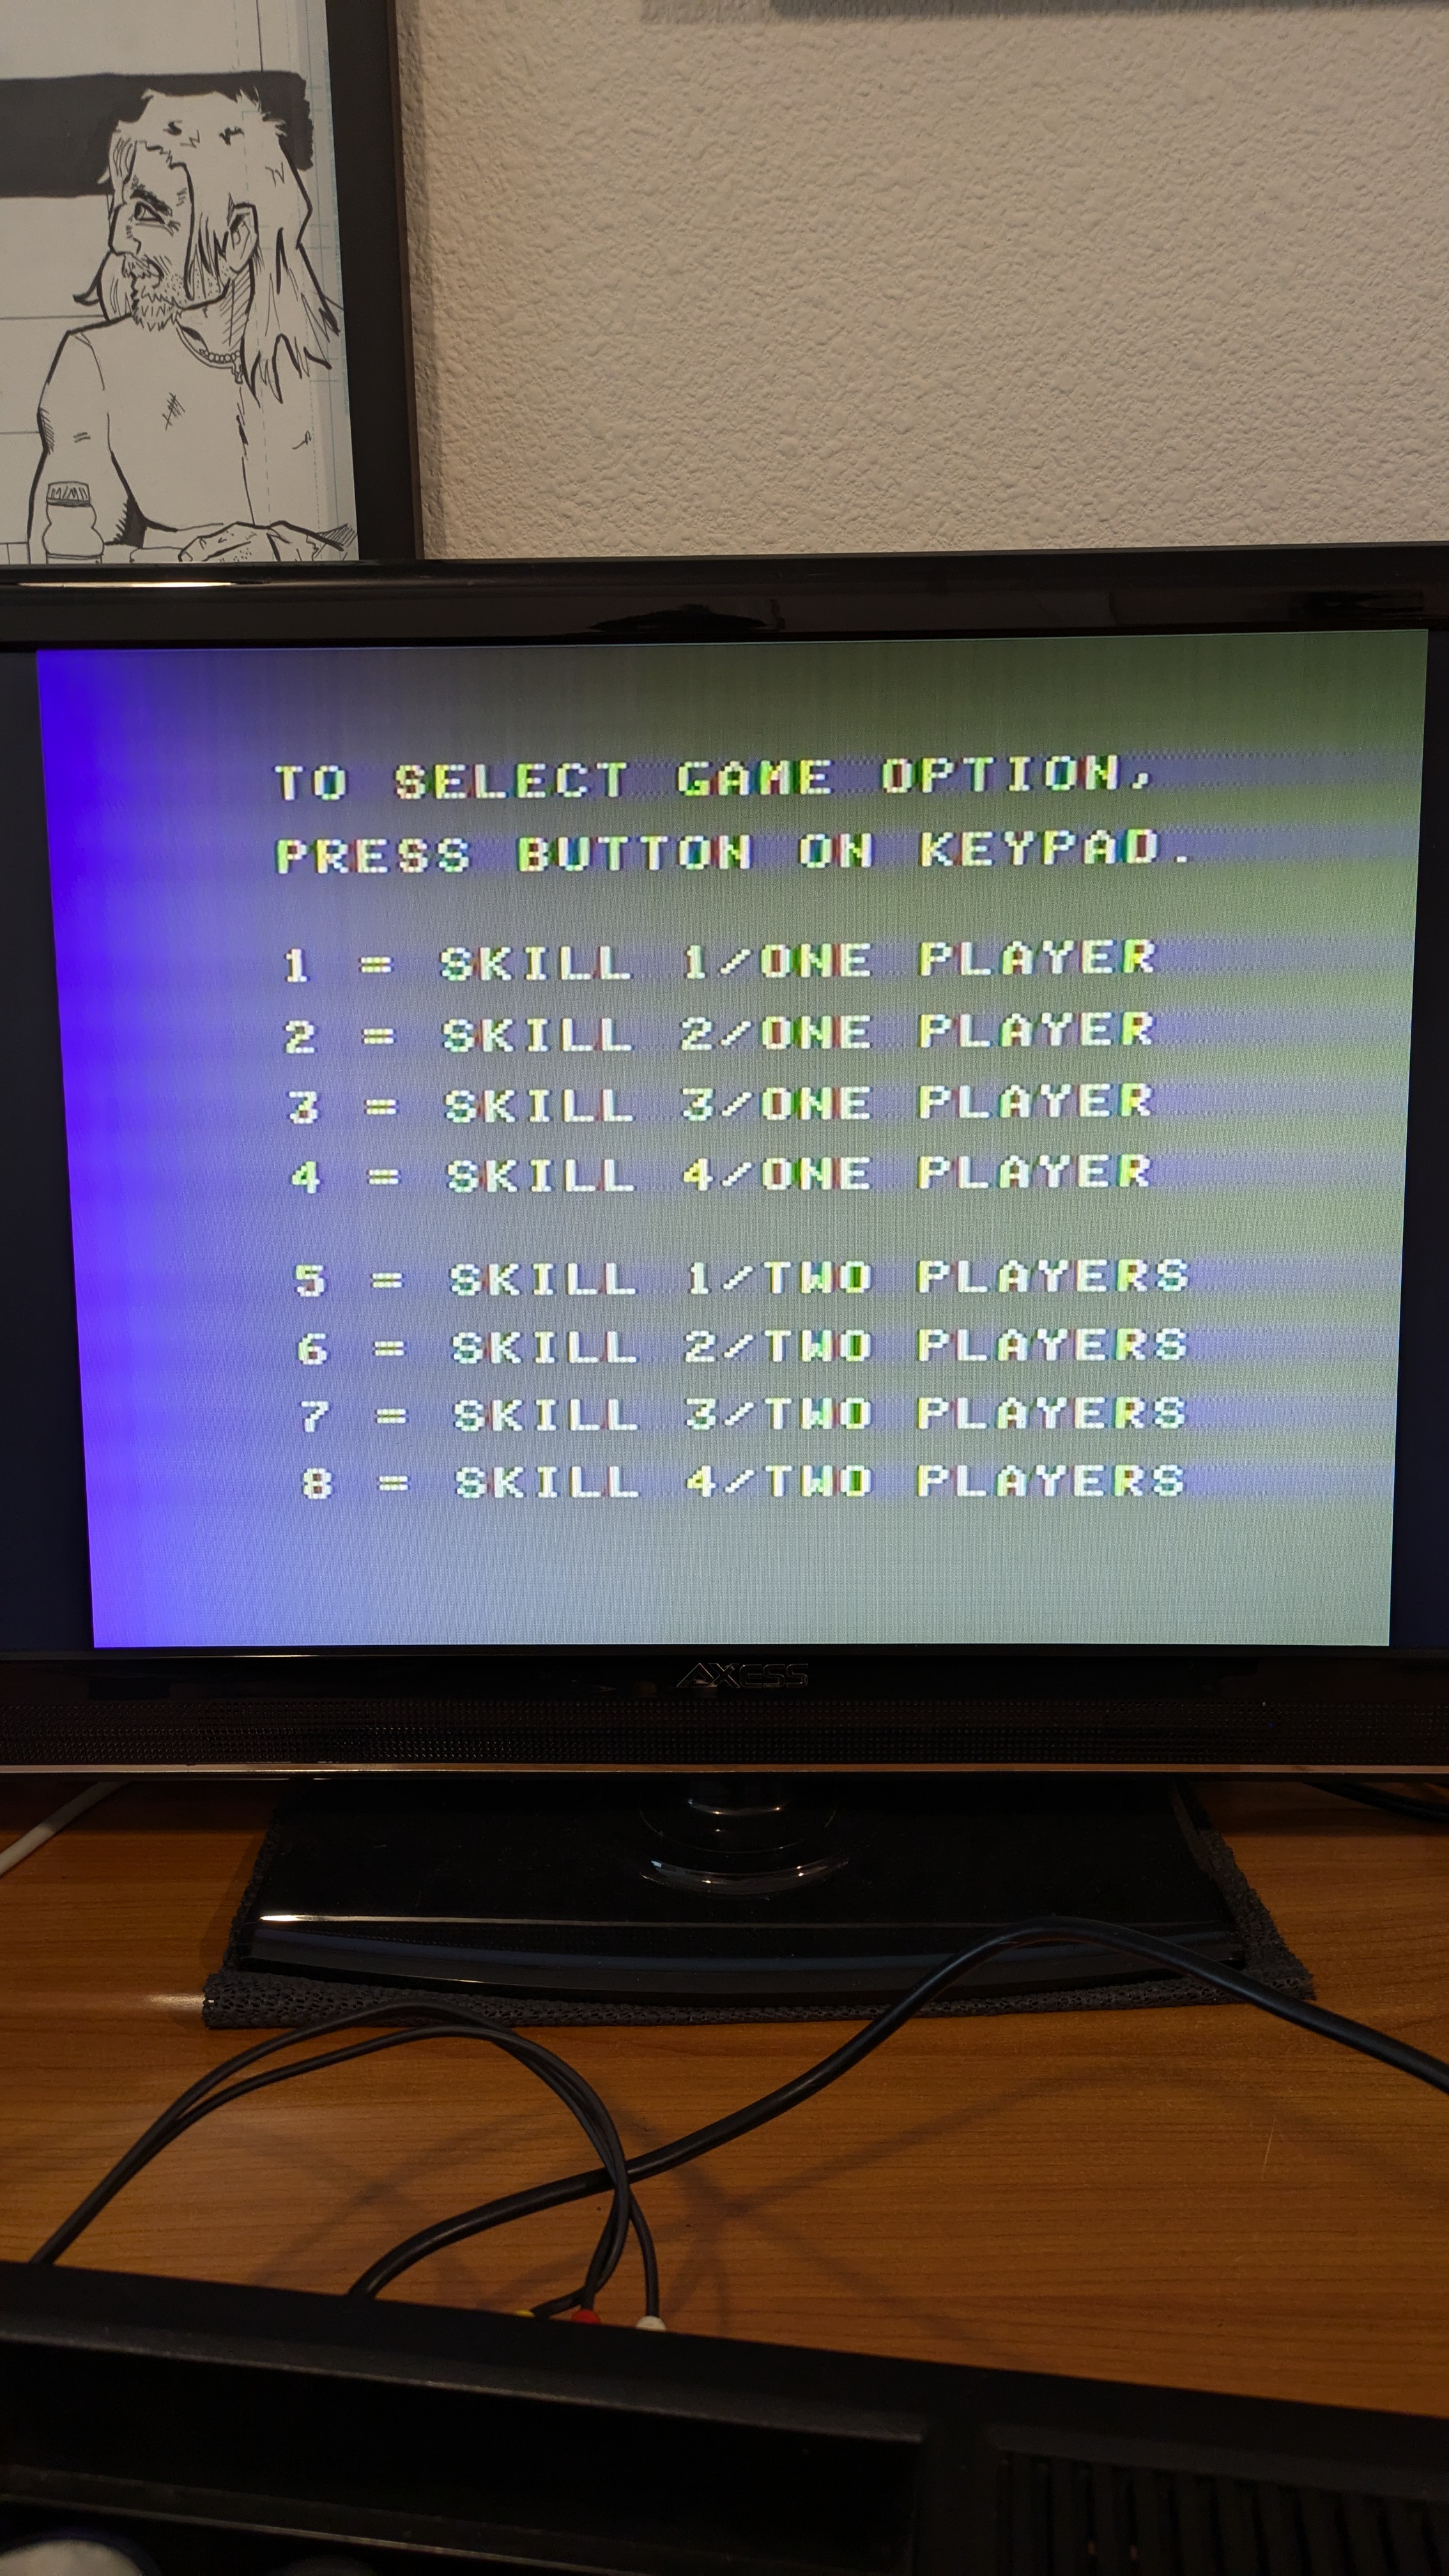 TO SELECT GAME OPTION,
PRESS BUTTON ON KEYPAD.
1 = SKILL 1/ONE PLAYER
2 = SKILL 2/ONE PLAYER
3 = SKILL 3/ONE PLAYER
4 = SKILL 4/ONE PLAYER
5 = SKILL 1/TWO PLAYERS
6 = SKILL 2/TWO PLAYERS
7 = SKILL 3/TWO PLAYERS
8 = SKILL 4/TWO PLAYERS
AXESS